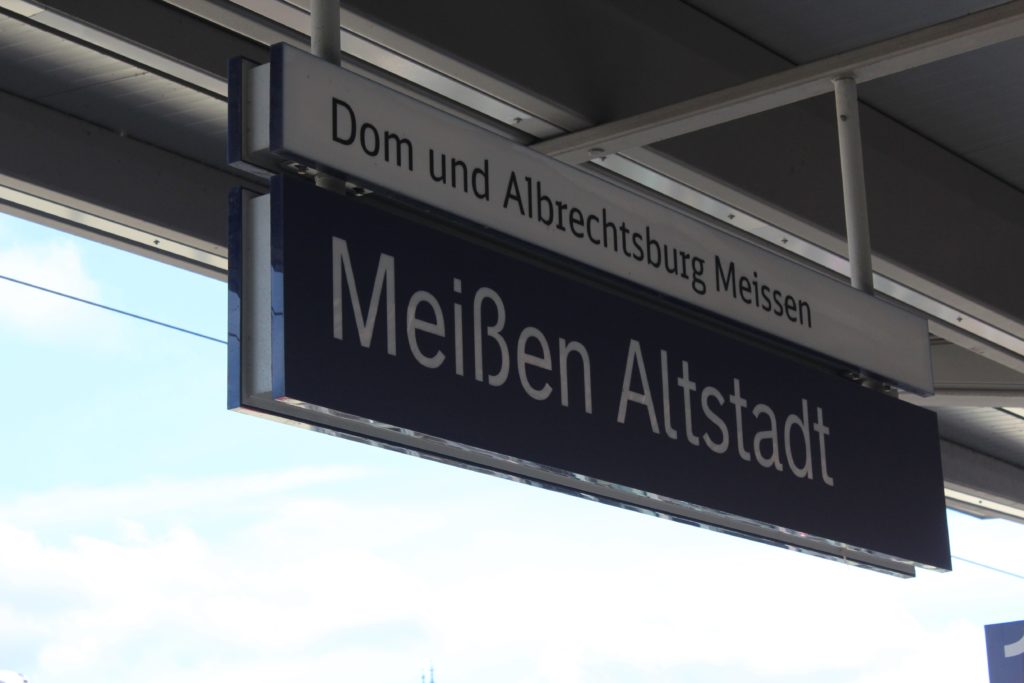 Dom und Albrechtsburg Meissen
Meißen Altstadt